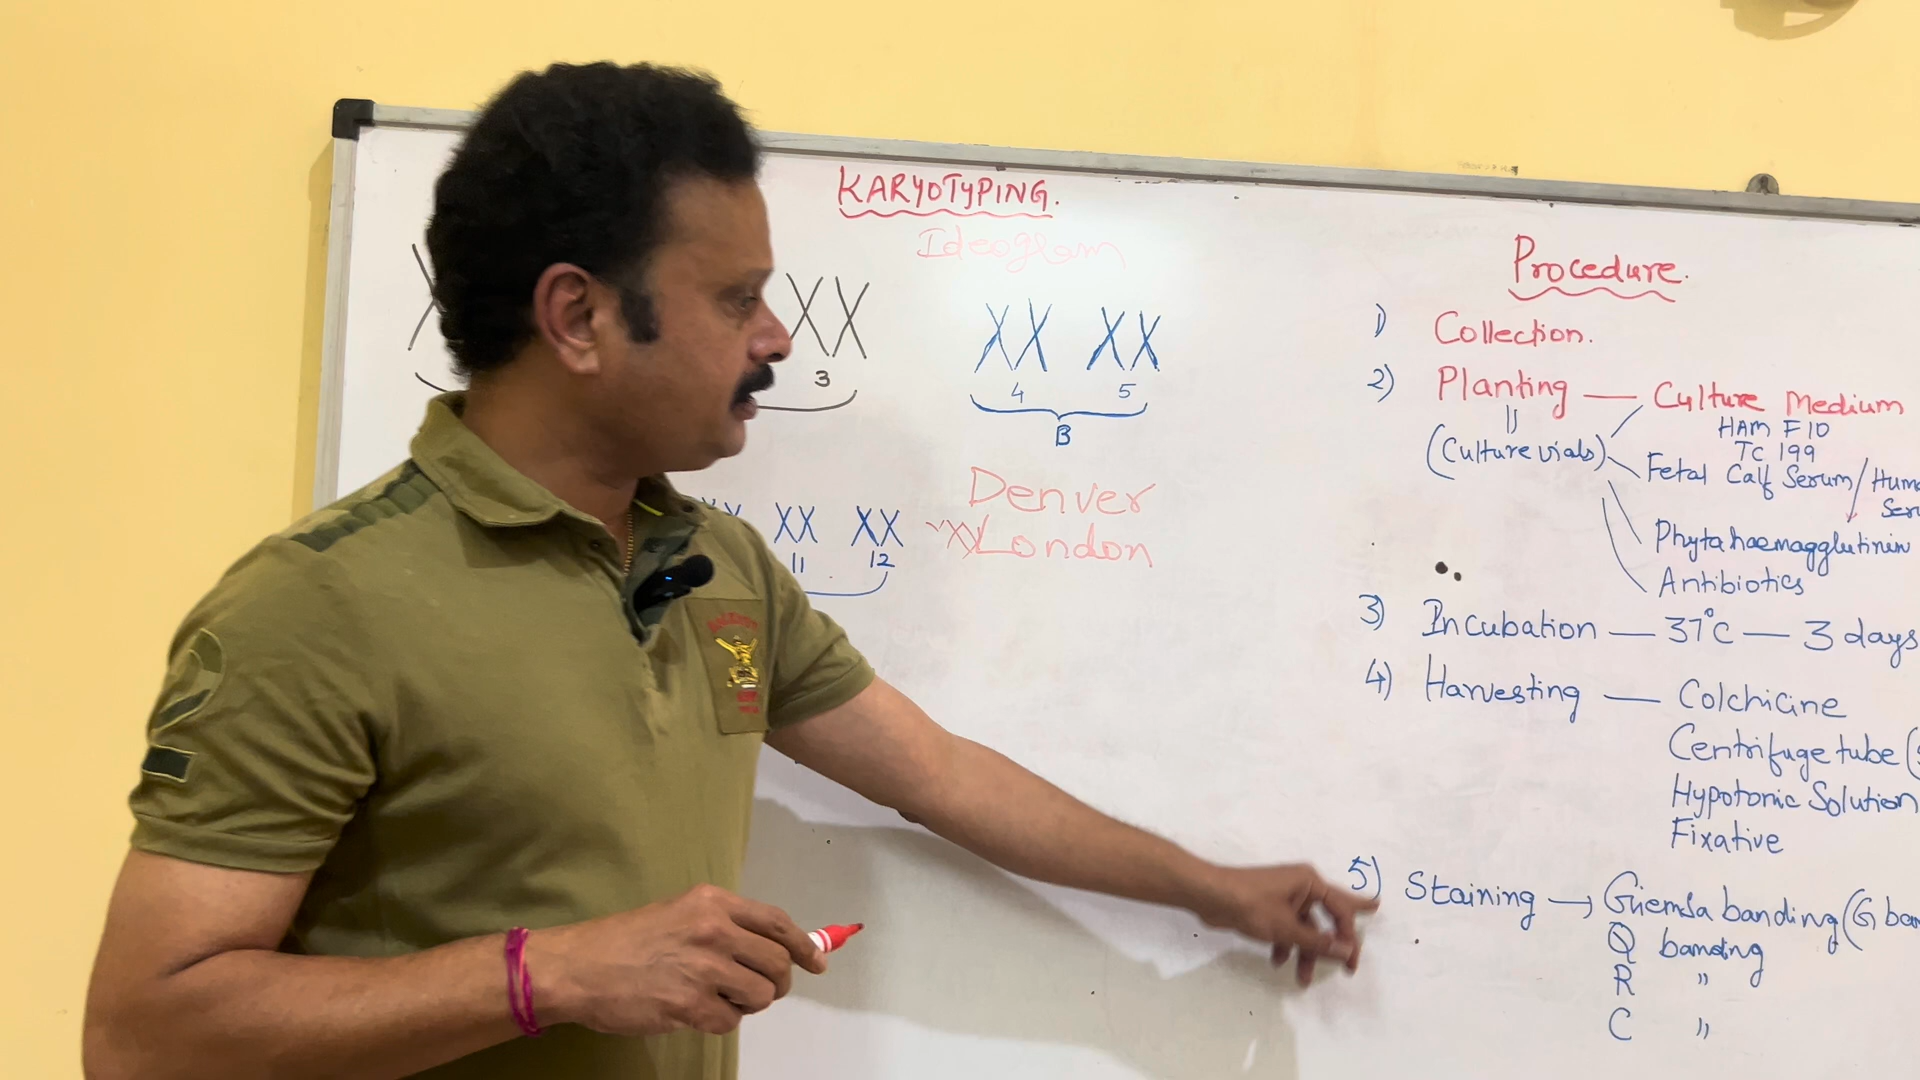 KARYOTYPING.
Ideogram
3
4 5
B
11 12
Denver
London
Procedure.
1) Collection.
2) Planting — Culture Medium
HAM F10
TC 199
(Culture vials)
Fetal Calf Serum/
Phytahaemagglutinin
Antibiotics
3) Incubation — 37°C — 3 days
4) Harvesting — Colchicine
Centrifuge tube (
Hypotonic Solution
Fixative
5) Staining → Giemsa banding (G
Q banding
R "
C "